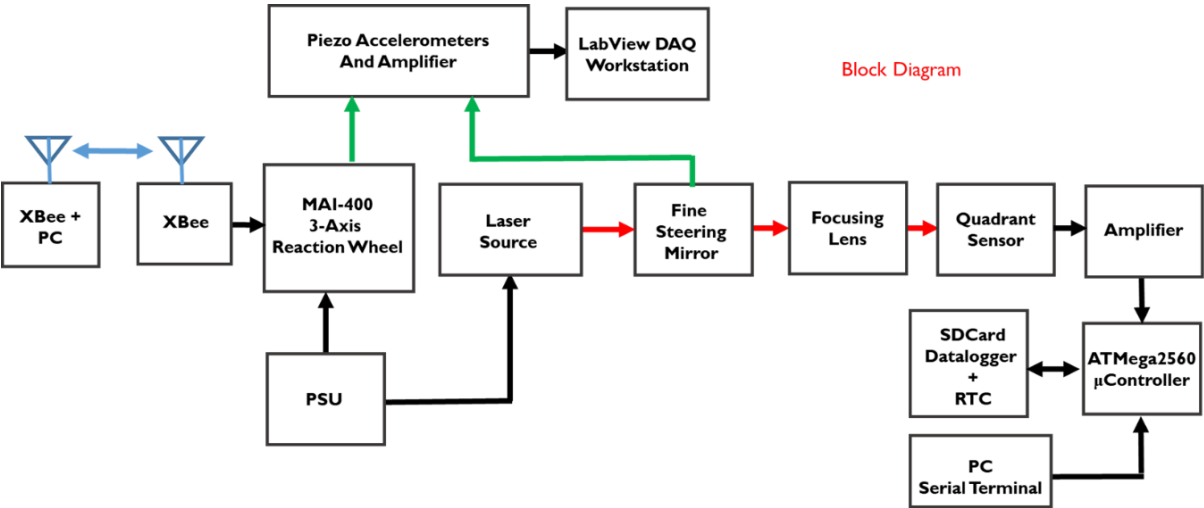 Piezo Accelerometers
And Amplifier
LabView DAQ
Workstation
Block Diagram
XBee +
PC
XBee
MAI-400
3-Axis
Reaction Wheel
Laser
Source
Fine
Steering
Mirror
Focusing
Lens
Quadrant
Sensor
Amplifier
PSU
SDCard
Datalogger
+
RTC
ATMega2560
µController
PC
Serial Terminal